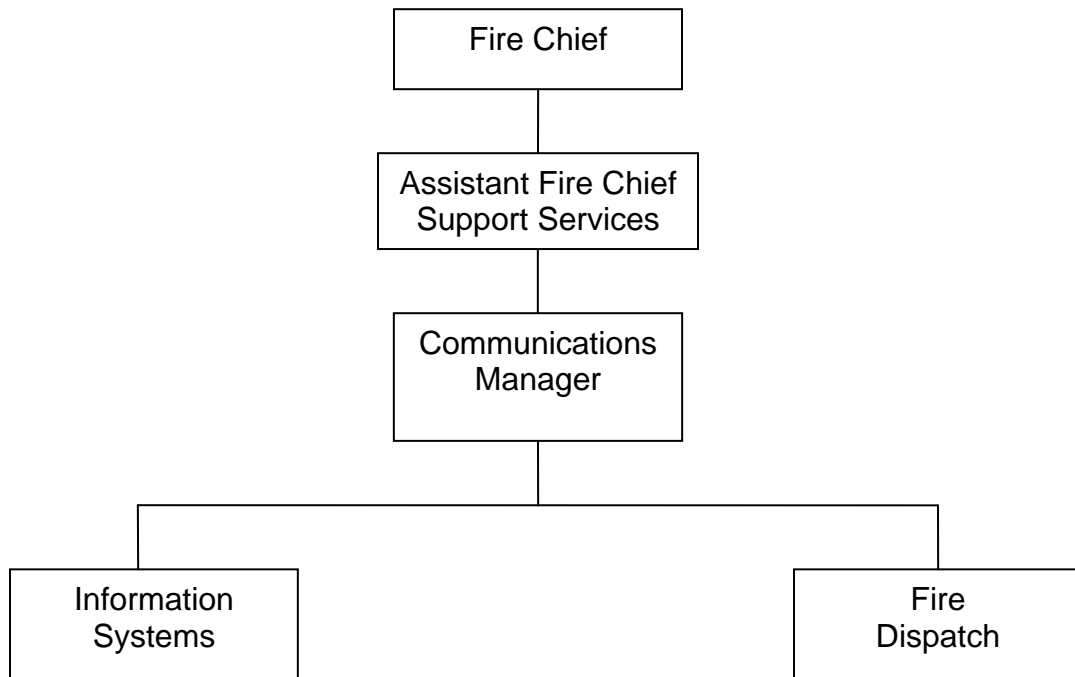 Fire Chief
Assistant Fire Chief
Support Services
Communications
Manager
Information
Systems
Fire
Dispatch